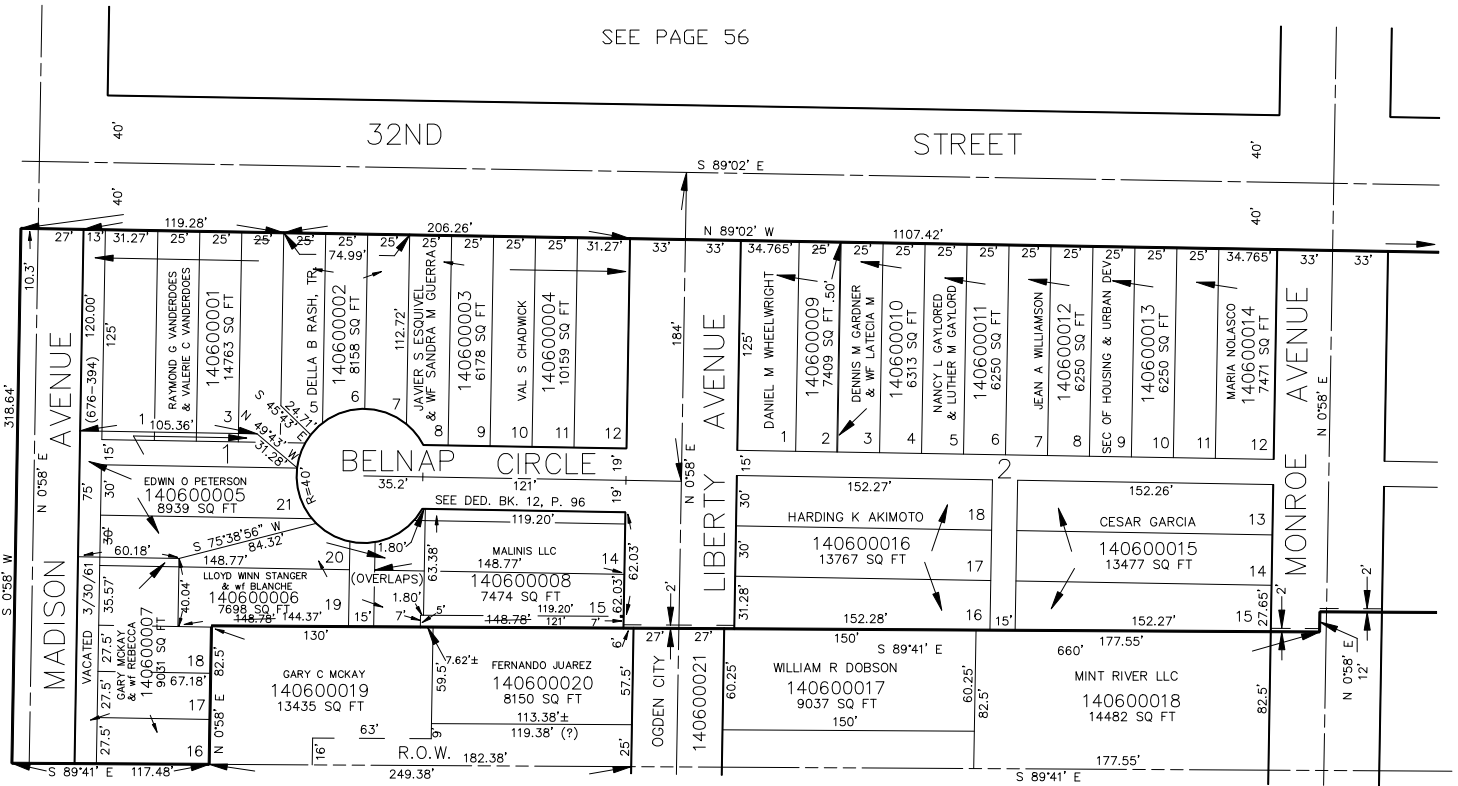 SEE PAGE 56
40'
32ND
STREET
40'
S 89°02' E
40'
40'
119.28'
206.26'
N 89°02' W
1107.42'
27'
13'
31.27'
25'
25'
25'
25'
25'
25'
25'
25'
25'
25'
31.27'
33'
33'
34.765'
25'
25'
25'
25'
25'
25'
25'
25'
25'
25'
34.765'
33'
33'
74.99'
10.3'
318.64'
S 0°58' W
N 0°58' E
MADISON AVENUE
VACATED 3/30/61
(676-394)
120.00'
125'
RAYMOND G VANDERDOES
& VALERIE C VANDERDOES
140600001
14763 SQ FT
DELLA B RASH, TR.
140600002
8158 SQ FT
112.72'
JAVIER S ESQUIVEL
& WF SANDRA M GUERRA
140600003
6178 SQ FT
VAL S CHADWICK
140600004
10159 SQ FT
184'
LIBERTY AVENUE
N 0°58' E
125'
DANIEL M WHEELWRIGHT
140600009
7409 SQ FT
.50'
DENNIS M GARDNER
& WF LATECIA M
140600010
6313 SQ FT
NANCY L GAYLORED
& LUTHER M GAYLORD
140600011
6250 SQ FT
JEAN A WILLIAMSON
140600012
6250 SQ FT
SEC OF HOUSING & URBAN DEV.
140600013
6250 SQ FT
MARIA NOLASCO
140600014
7471 SQ FT
MONROE AVENUE
N 0°58' E
1
3
5
6
7
8
9
10
11
12
1
2
3
4
5
6
7
8
9
10
11
12
S 45°43' E
24.71'
N 49°43' W
31.28'
105.36'
1
15'
BELNAP CIRCLE
R=40'
35.2'
121'
19'
19'
15'
2
SEE DED. BK. 12, P. 96
119.20'
75'
30'
EDWIN O PETERSON
140600005
8939 SQ FT
21
30'
S 75°38'56" W
84.32'
60.18'
148.77'
20
1.80'
(OVERLAPS)
1.80'
63.38'
MALINIS LLC
148.77'
14
140600008
7474 SQ FT
119.20'
15
62.03'
62.03'
35.57'
40.04'
LLOYD WINN STANGER
& wf BLANCHE
140600006
7698 SQ FT
19
148.78'
144.37'
15'
7'
5'
148.78'
121'
7'
2'
152.27'
30'
HARDING K AKIMOTO
18
140600016
13767 SQ FT
30'
17
31.28'
152.28'
16
15'
152.26'
CESAR GARCIA
13
140600015
13477 SQ FT
14
152.27'
15
27.65'
2'
2'
GARY MCKAY
& wf REBECCA
140600007
9031 SQ FT
27.5'
18
67.18'
27.5'
17
27.5'
16
130'
82.5'
N 0°58' E
GARY C MCKAY
140600019
13435 SQ FT
7.62'±
59.5'
FERNANDO JUAREZ
140600020
8150 SQ FT
113.38'±
119.38' (?)
6'
57.5'
25'
63'
16'
9'
R.O.W.
182.38'
249.38'
27'
27'
OGDEN CITY
140600021
60.25'
150'
S 89°41' E
660'
WILLIAM R DOBSON
140600017
9037 SQ FT
150'
60.25'
82.5'
177.55'
MINT RIVER LLC
140600018
14482 SQ FT
82.5'
177.55'
N 0°58' E
12'
S 89°41' E
117.48'
S 89°41' E